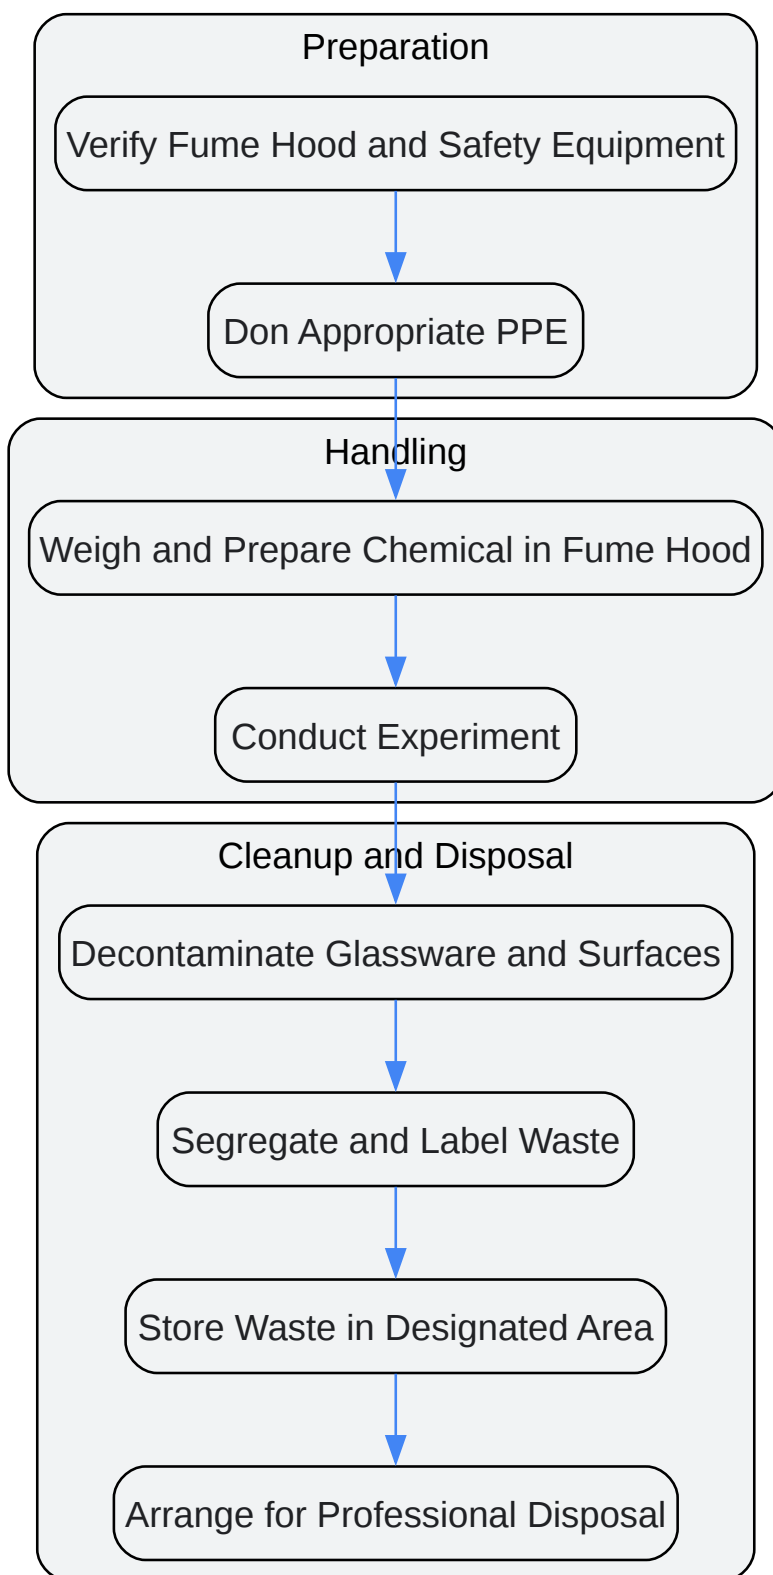 Preparation
Verify Fume Hood and Safety Equipment
Don Appropriate PPE
Handling
Weigh and Prepare Chemical in Fume Hood
Conduct Experiment
Cleanup and Disposal
Decontaminate Glassware and Surfaces
Segregate and Label Waste
Store Waste in Designated Area
Arrange for Professional Disposal